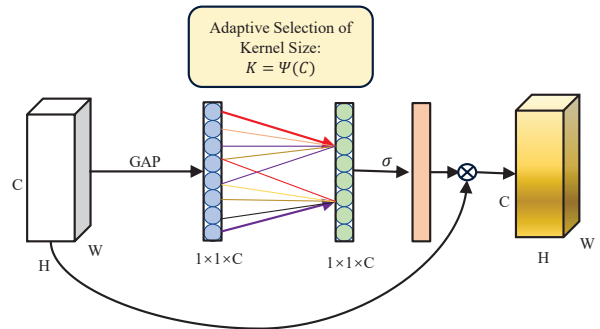 Adaptive Selection of
Kernel Size:
K = Ψ(C)
GAP
σ
C
C
W
W
H
H
1×1×C
1×1×C